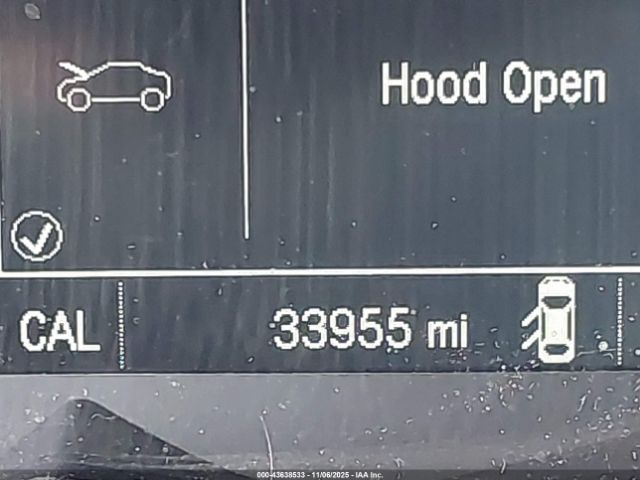 Hood Open
CAL 33955 mi
000-43638533 - 11/06/2025 - IAA Inc.